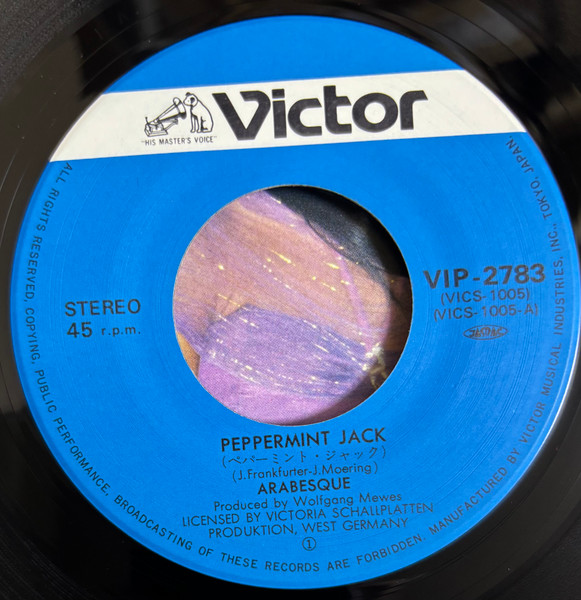 Victor
"HIS MASTER'S VOICE"
STEREO
45 r.p.m.
VIP-2783
(VICS-1005)
(VICS-1005-A)
PEPPERMINT JACK
(ペパーミント・ジャック)
(J.Frankfurter-J.Moering)
ARABESQUE
Produced by Wolfgang Mewes
LICENSED BY VICTORIA SCHALLPLATTEN
PRODUKTION, WEST GERMANY
①
ALL RIGHTS RESERVED, COPYING, PUBLIC PERFORMANCE, BROADCASTING OF THESE RECORDS ARE FORBIDDEN. MANUFACTURED BY VICTOR MUSICAL INDUSTRIES, INC., TOKYO, JAPAN.